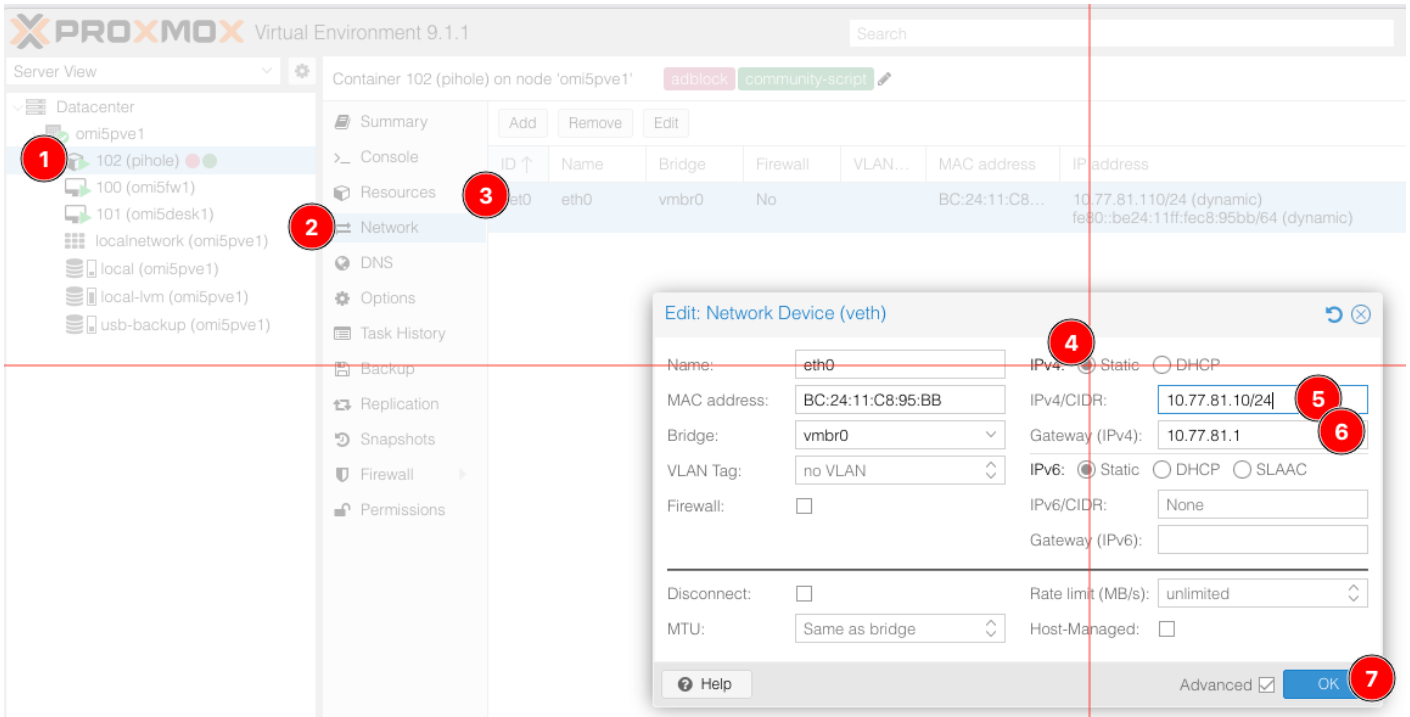 PROXMOX Virtual Environment 9.1.1 Search
Server View
Container 102 (pihole) on node 'omi5pve1' adblock community-script
Datacenter
omi5pve1
1 102 (pihole)
100 (omi5fw1)
101 (omi5desk1)
localnetwork (omi5pve1)
local (omi5pve1)
local-lvm (omi5pve1)
usb-backup (omi5pve1)
Summary
>_ Console
Resources
2 Network
DNS
Options
Task History
Backup
Replication
Snapshots
Firewall
Permissions
Add Remove Edit
ID ↑ Name Bridge Firewall VLAN... MAC address IP address
3 eth0 vmbr0 No BC:24:11:C8... 10.77.81.110/24 (dynamic)
fe80::be24:11ff:fec8:95bb/64 (dynamic)
Edit: Network Device (veth)
4
Name: eth0 IPv4: Static DHCP
MAC address: BC:24:11:C8:95:BB IPv4/CIDR: 10.77.81.10/24 5
Bridge: vmbr0 Gateway (IPv4): 10.77.81.1 6
VLAN Tag: no VLAN IPv6: Static DHCP SLAAC
Firewall: IPv6/CIDR: None
Gateway (IPv6):
Disconnect: Rate limit (MB/s): unlimited
MTU: Same as bridge Host-Managed:
Help Advanced OK 7